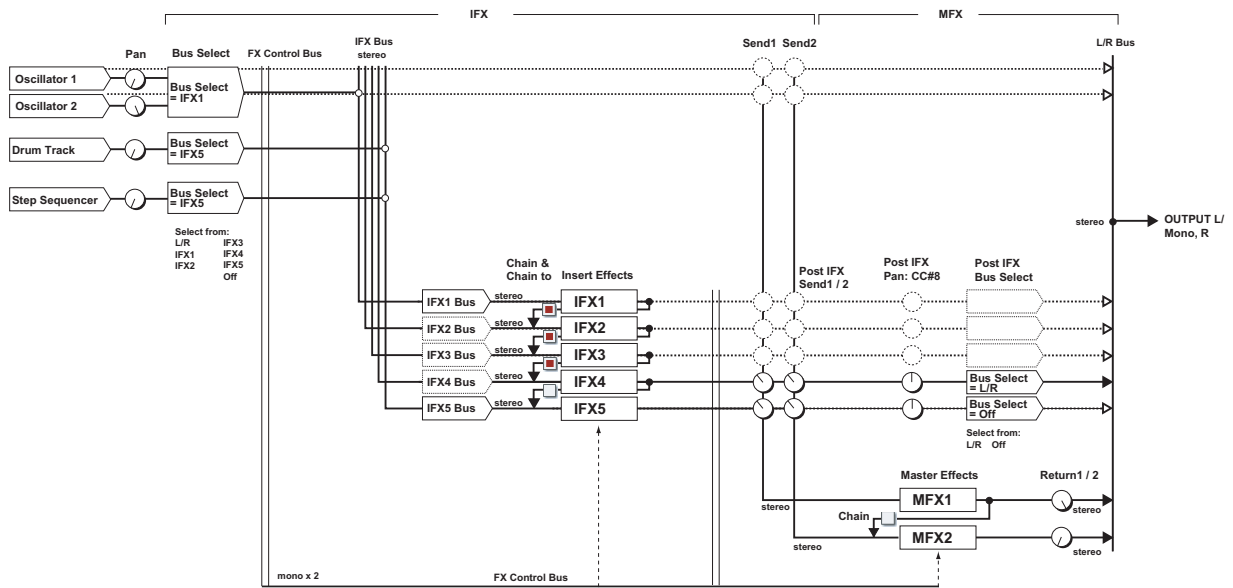 IFX
MFX
Pan
Bus Select
FX Control Bus
IFX Bus
stereo
Send1 Send2
L/R Bus
Oscillator 1
Oscillator 2
Bus Select
= IFX1
Drum Track
Bus Select
= IFX5
Step Sequencer
Bus Select
= IFX5
Select from:
L/R IFX3
IFX1 IFX4
IFX2 IFX5
Off
stereo
OUTPUT L/
Mono, R
Chain &
Chain to
Insert Effects
Post IFX
Send1 / 2
Post IFX
Pan: CC#8
Post IFX
Bus Select
IFX1 Bus
stereo
IFX1
IFX2 Bus
stereo
IFX2
IFX3 Bus
stereo
IFX3
IFX4 Bus
stereo
IFX4
Bus Select
= L/R
IFX5 Bus
stereo
IFX5
Bus Select
= Off
Select from:
L/R Off
Master Effects
Return1 / 2
stereo
MFX1
stereo
Chain
stereo
MFX2
stereo
mono x 2
FX Control Bus